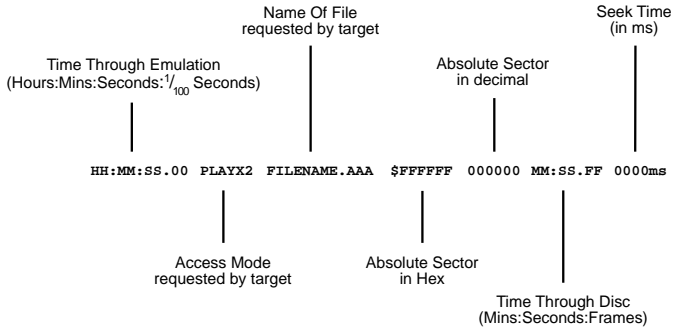 Name Of File
requested by target
Seek Time
(in ms)
Time Through Emulation
(Hours:Mins:Seconds:1/100 Seconds)
Absolute Sector
in decimal
HH:MM:SS.00 PLAYX2 FILENAME.AAA $FFFFFF 000000 MM:SS.FF 0000ms
Access Mode
requested by target
Absolute Sector
in Hex
Time Through Disc
(Mins:Seconds:Frames)